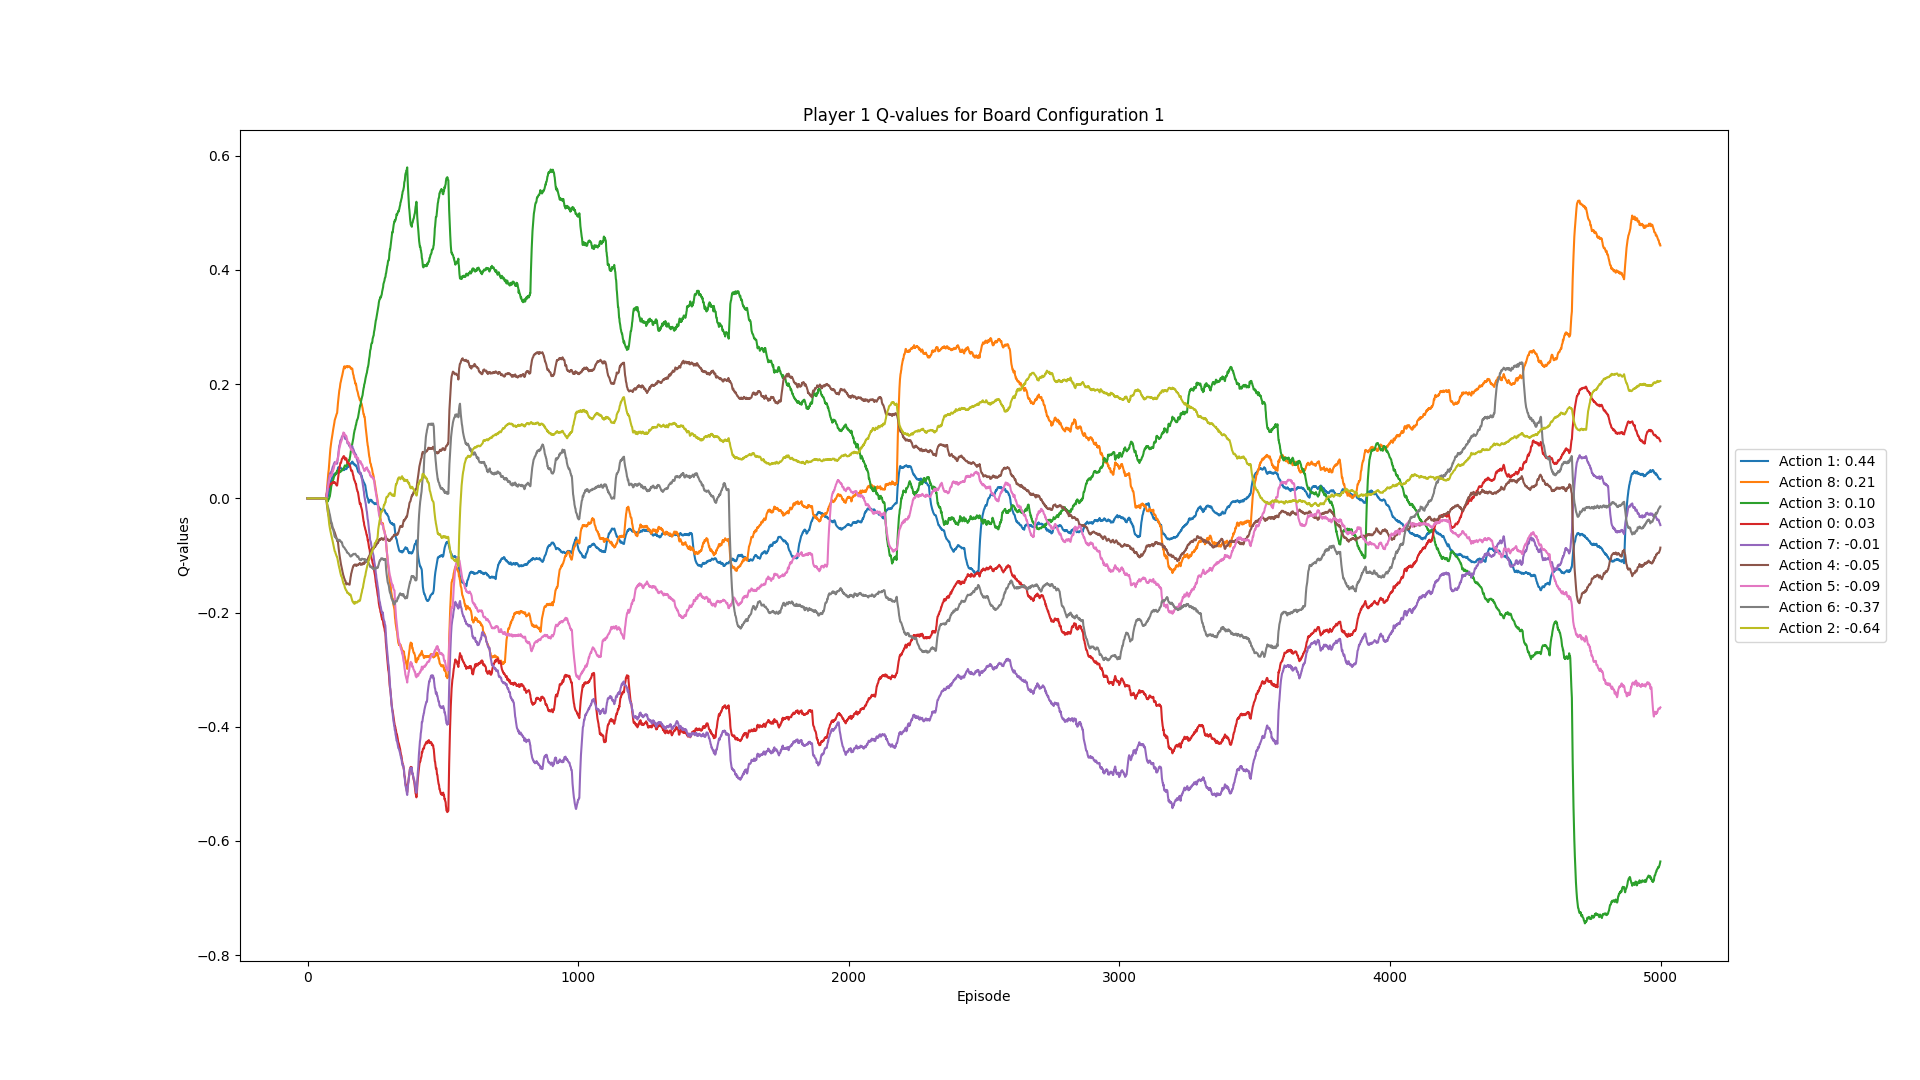 Player 1 Q-values for Board Configuration 1
Q-values
0.6
0.4
0.2
0.0
−0.2
−0.4
−0.6
−0.8
0
1000
2000
3000
4000
5000
Episode
Action 1: 0.44
Action 8: 0.21
Action 3: 0.10
Action 0: 0.03
Action 7: -0.01
Action 4: -0.05
Action 5: -0.09
Action 6: -0.37
Action 2: -0.64